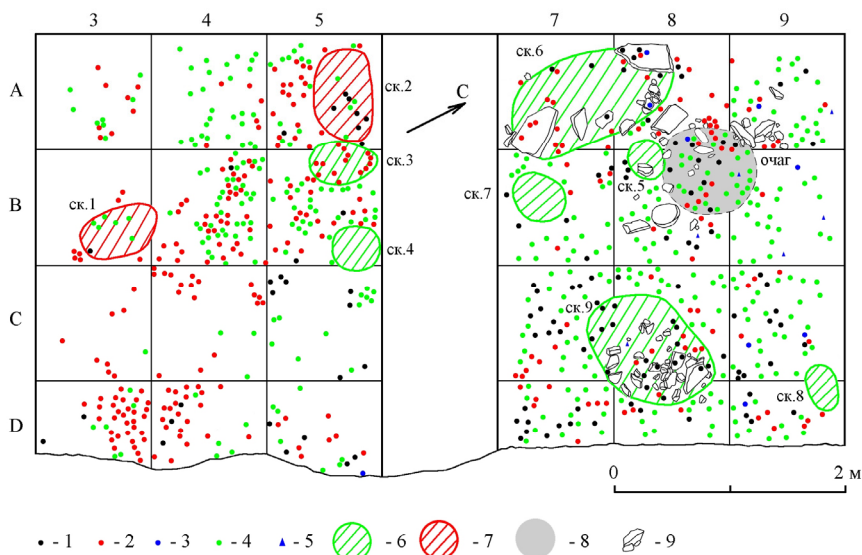 3 4 5 7 8 9
A
B
C
D
ск.1
ск.2
ск.3
ск.4
С
ск.6
ск.5
ск.7
очаг
ск.9
ск.8
0 2 м
- 1 - 2 - 3 - 4 - 5 - 6 - 7 - 8 - 9